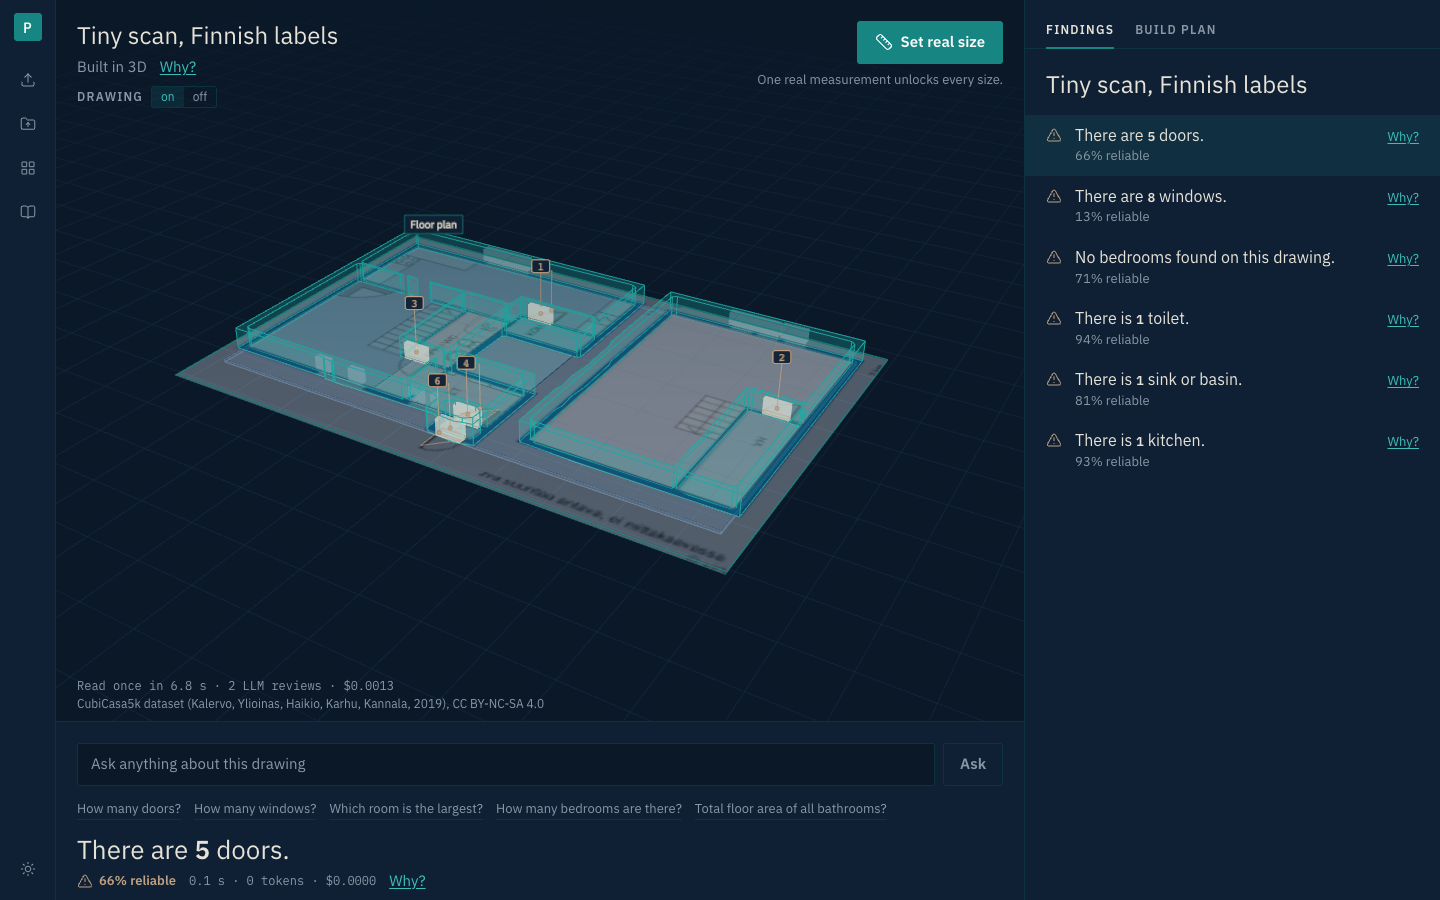 P
Tiny scan, Finnish labels
Built in 3D Why?
DRAWING on off
Set real size
One real measurement unlocks every size.
Floor plan
1
3
2
4
6
Read once in 6.8 s · 2 LLM reviews · $0.0013
CubiCasa5k dataset (Kalervo, Ylioinas, Haikio, Karhu, Kannala, 2019), CC BY-NC-SA 4.0
Ask anything about this drawing
Ask
How many doors? How many windows? Which room is the largest? How many bedrooms are there? Total floor area of all bathrooms?
There are 5 doors.
66% reliable 0.1 s · 0 tokens · $0.0000 Why?
FINDINGS BUILD PLAN
Tiny scan, Finnish labels
There are 5 doors. Why?
66% reliable
There are 8 windows. Why?
13% reliable
No bedrooms found on this drawing. Why?
71% reliable
There is 1 toilet. Why?
94% reliable
There is 1 sink or basin. Why?
81% reliable
There is 1 kitchen. Why?
93% reliable